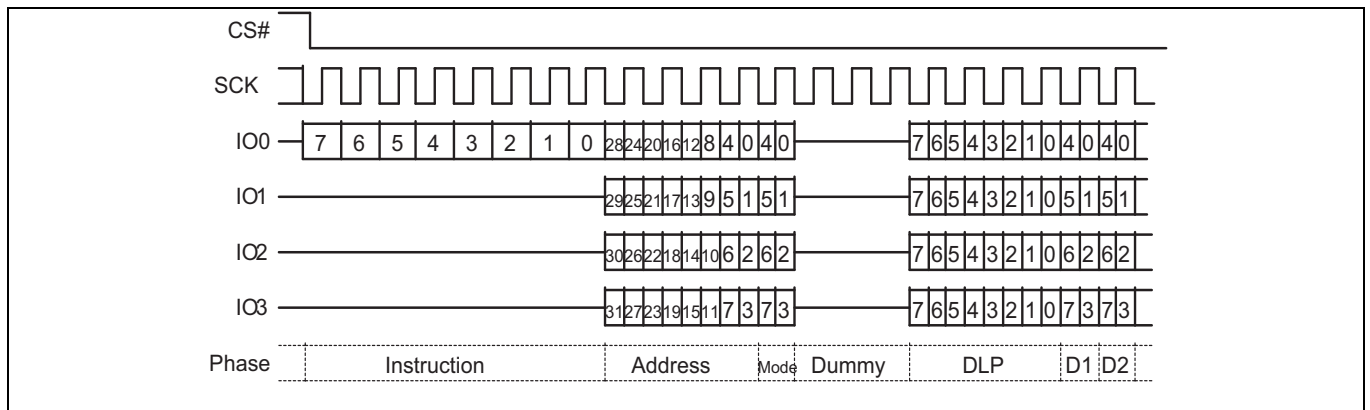 CS#
SCK
IO0 7 6 5 4 3 2 1 0 28 24 20 16 12 8 4 0 4 0 7 6 5 4 3 2 1 0 4 0 4 0
IO1 29 25 21 17 13 9 5 1 5 1 7 6 5 4 3 2 1 0 5 1 5 1
IO2 30 26 22 18 14 10 6 2 6 2 7 6 5 4 3 2 1 0 6 2 6 2
IO3 31 27 23 19 15 11 7 3 7 3 7 6 5 4 3 2 1 0 7 3 7 3
Phase Instruction Address Mode Dummy DLP D1 D2